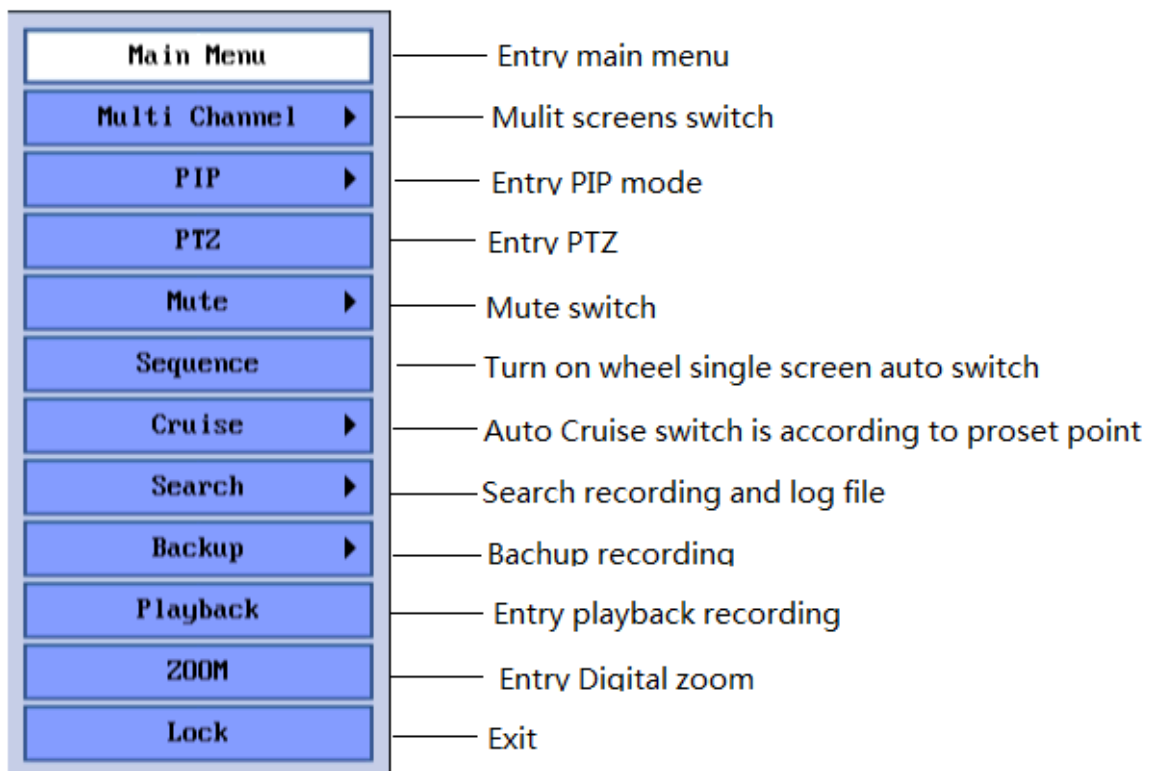 Main Menu Entry main menu
Multi Channel Mulit screens switch
PIP Entry PIP mode
PTZ Entry PTZ
Mute Mute switch
Sequence Turn on wheel single screen auto switch
Cruise Auto Cruise switch is according to proset point
Search Search recording and log file
Backup Bachup recording
Playback Entry playback recording
ZOOM Entry Digital zoom
Lock Exit